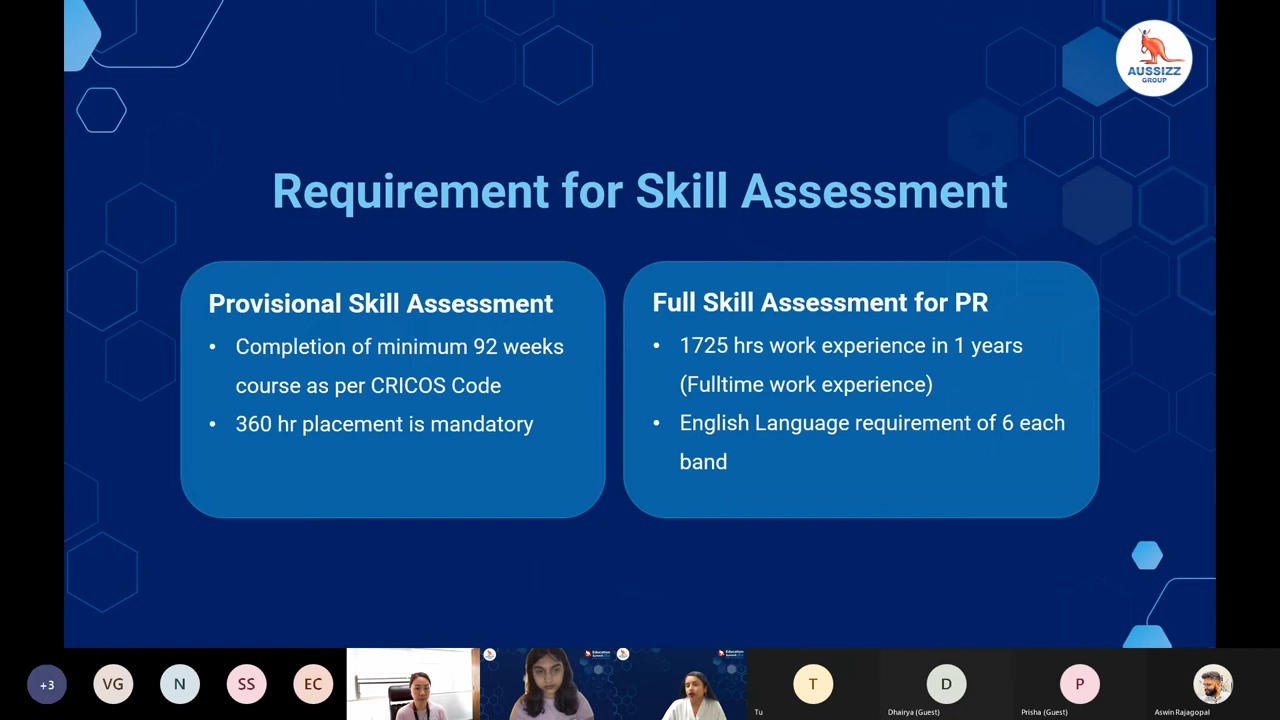 AUSSIZZ
GROUP
Requirement for Skill Assessment
Provisional Skill Assessment
• Completion of minimum 92 weeks
course as per CRICOS Code
• 360 hr placement is mandatory
Full Skill Assessment for PR
• 1725 hrs work experience in 1 years
(Fulltime work experience)
• English Language requirement of 6 each
band
+3
VG
N
SS
EC
T
Tu
D
Dhairya (Guest)
P
Prisha (Guest)
Aswin Rajagopal